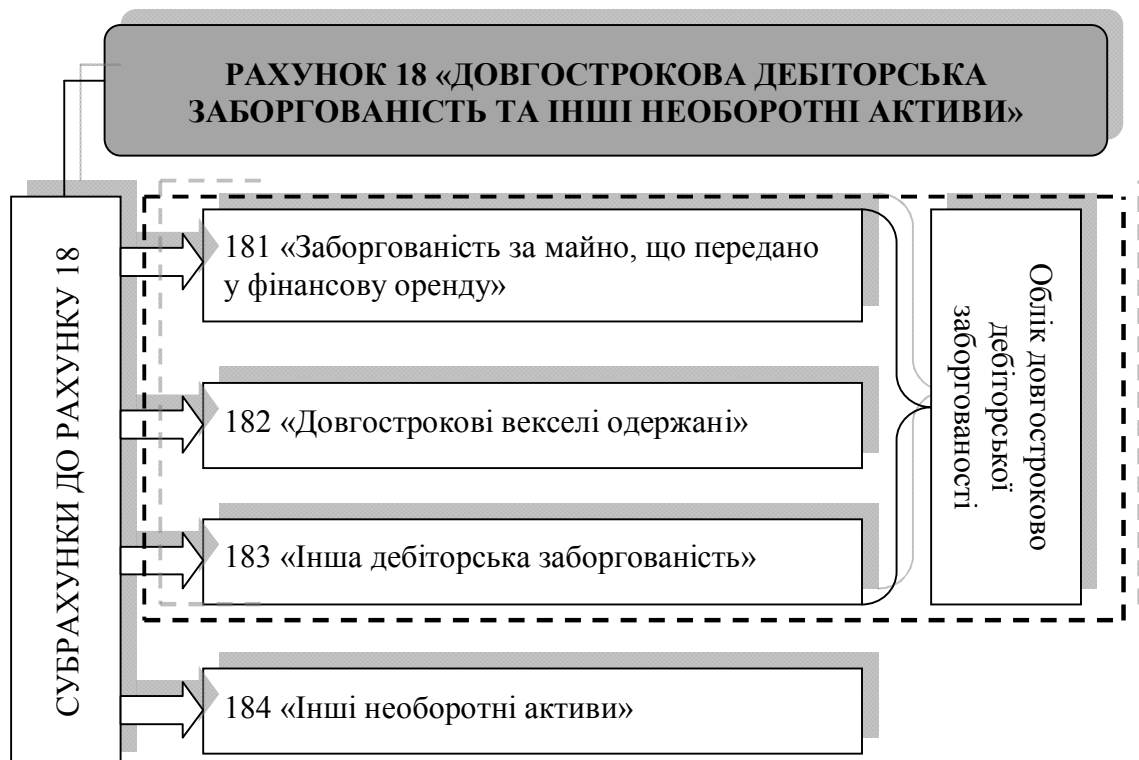 РАХУНОК 18 «ДОВГОСТРОКОВА ДЕБІТОРСЬКА
ЗАБОРГОВАНІСТЬ ТА ІНШІ НЕОБОРОТНІ АКТИВИ»
СУБРАХУНКИ ДО РАХУНКУ 18
181 «Заборгованість за майно, що передано
у фінансову оренду»
182 «Довгострокові векселі одержані»
183 «Інша дебіторська заборгованість»
184 «Інші необоротні активи»
Облік довгостроково
дебіторської
заборгованості